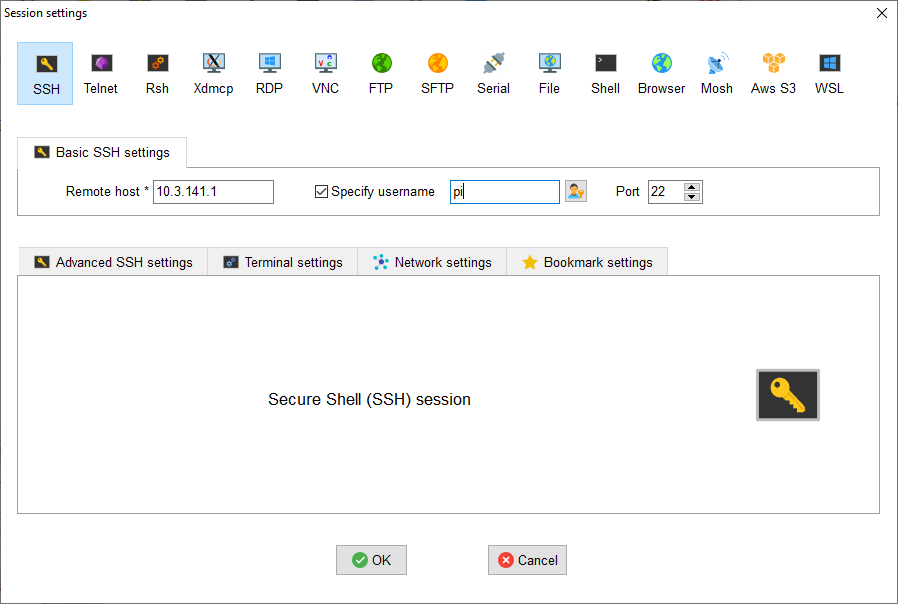 Session settings
SSH Telnet Rsh Xdmcp RDP VNC FTP SFTP Serial File Shell Browser Mosh Aws S3 WSL
Basic SSH settings
Remote host * 10.3.141.1 Specify username pi Port 22
Advanced SSH settings Terminal settings Network settings Bookmark settings
Secure Shell (SSH) session
OK Cancel